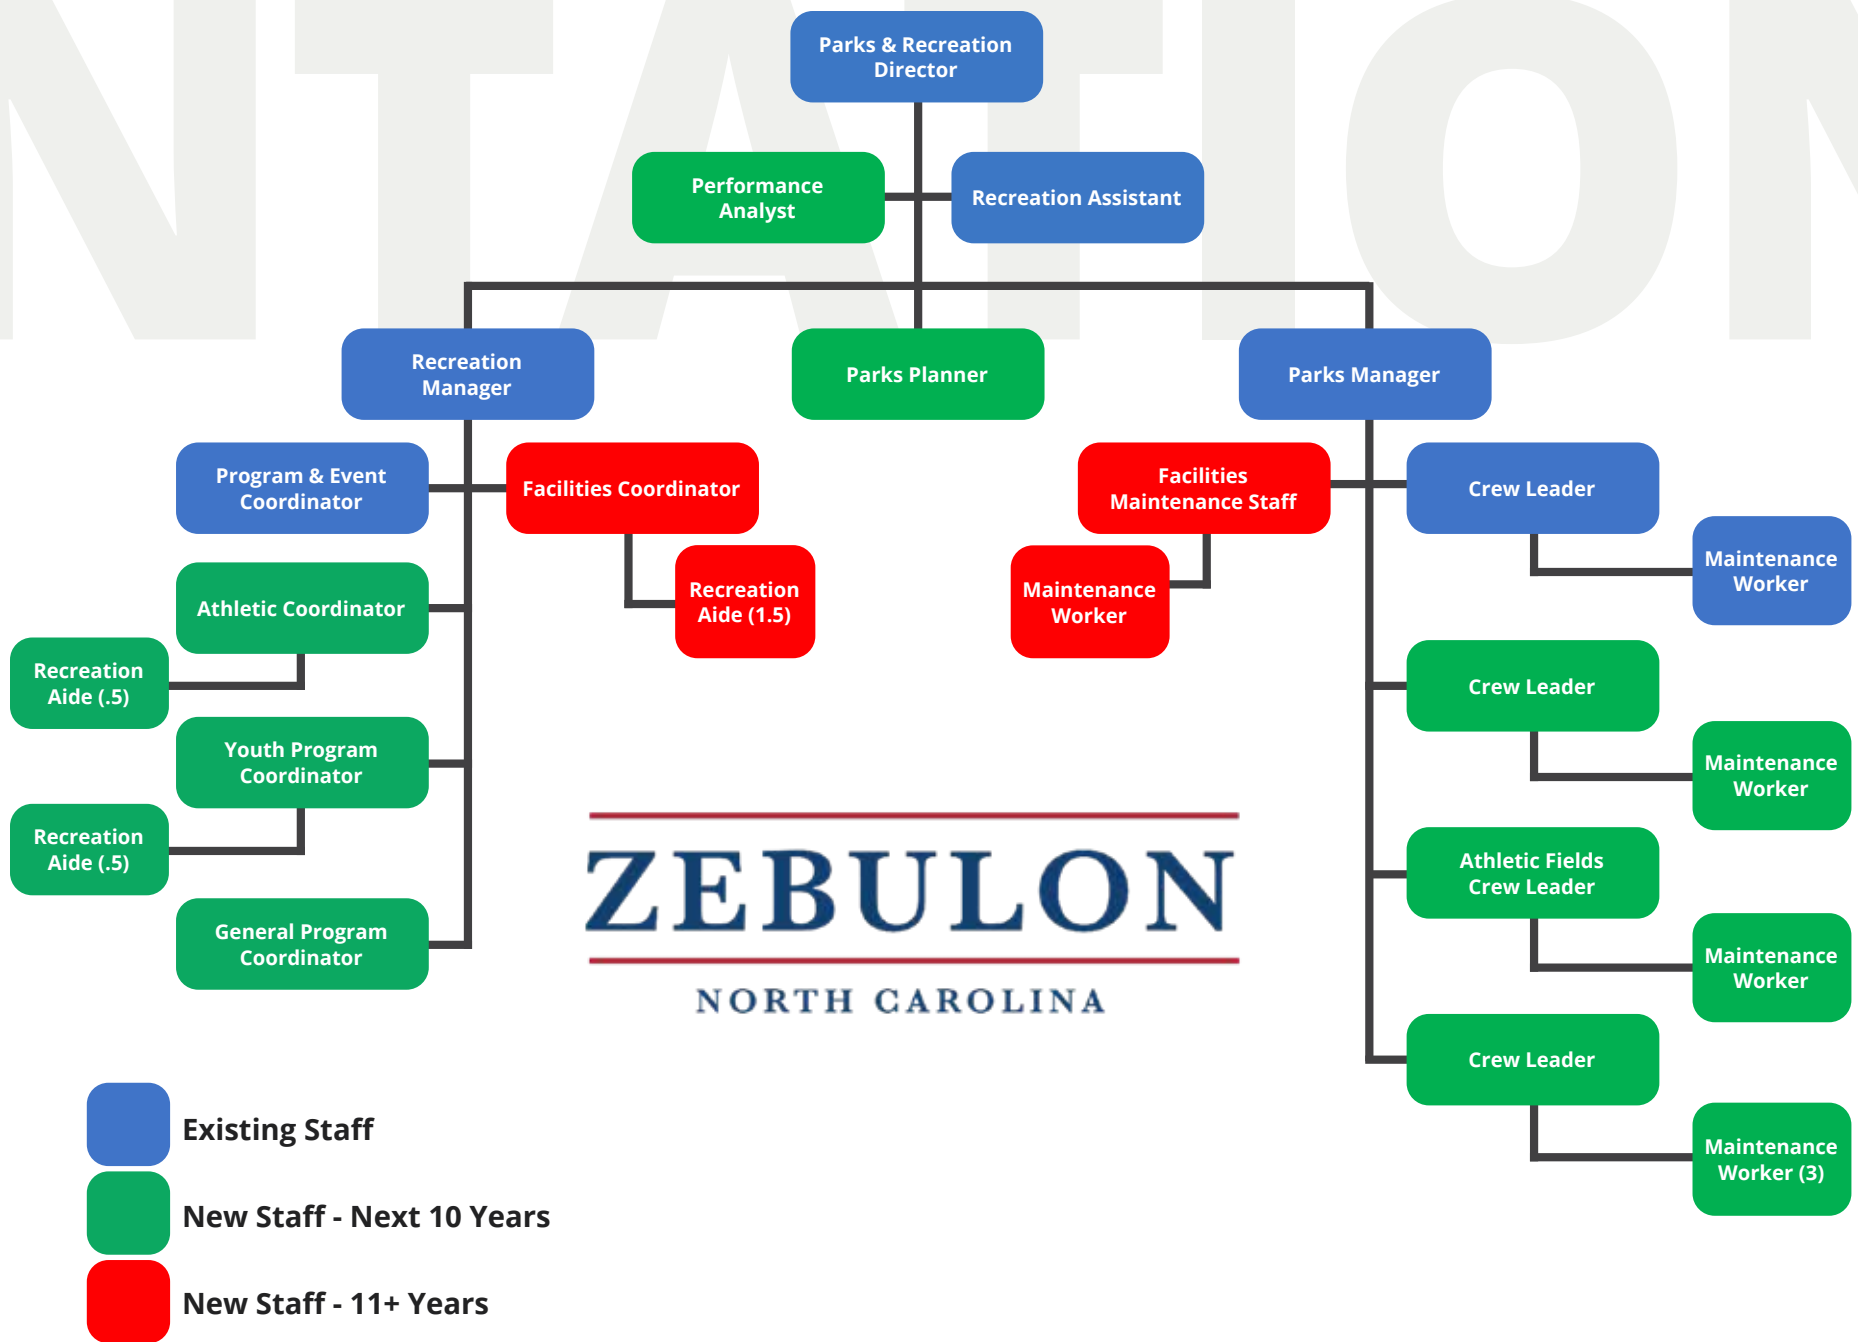 NTATION
Parks & Recreation
Director
Performance
Analyst
Recreation Assistant
Recreation
Manager
Parks Planner
Parks Manager
Program & Event
Coordinator
Facilities Coordinator
Facilities
Maintenance Staff
Crew Leader
Maintenance
Worker
Athletic Coordinator
Recreation
Aide (1.5)
Maintenance
Worker
Recreation
Aide (.5)
Crew Leader
Youth Program
Coordinator
Maintenance
Worker
Recreation
Aide (.5)
Athletic Fields
Crew Leader
General Program
Coordinator
Maintenance
Worker
ZEBULON
NORTH CAROLINA
Crew Leader
Maintenance
Worker (3)
Existing Staff
New Staff - Next 10 Years
New Staff - 11+ Years